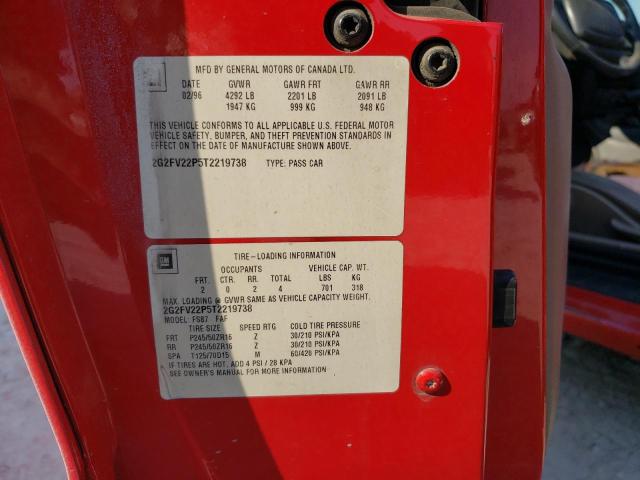 MFD BY GENERAL MOTORS OF CANADA LTD.
DATE GVWR GAWR FRT GAWR RR
02/96 4292 LB 2201 LB 2091 LB
1947 KG 999 KG 948 KG
THIS VEHICLE CONFORMS TO ALL APPLICABLE U.S. FEDERAL MOTOR
VEHICLE SAFETY, BUMPER, AND THEFT PREVENTION STANDARDS IN
EFFECT ON THE DATE OF MANUFACTURE SHOWN ABOVE.
2G2FV22P5T2219738 TYPE: PASS CAR
GM
TIRE-LOADING INFORMATION
OCCUPANTS VEHICLE CAP. WT.
FRT. CTR. RR. TOTAL LBS KG
2 0 2 4 701 318
MAX. LOADING @ GVWR SAME AS VEHICLE CAPACITY WEIGHT.
2G2FV22P5T2219738
MODEL: FS87 FAF
TIRE SIZE SPEED RTG COLD TIRE PRESSURE
FRT P245/50ZR16 Z 30/210 PSI/KPA
RR P245/50ZR16 Z 30/210 PSI/KPA
SPA T125/70D15 M 60/420 PSI/KPA
IF TIRES ARE HOT, ADD 4 PSI / 28 KPA
SEE OWNER'S MANUAL FOR MORE INFORMATION